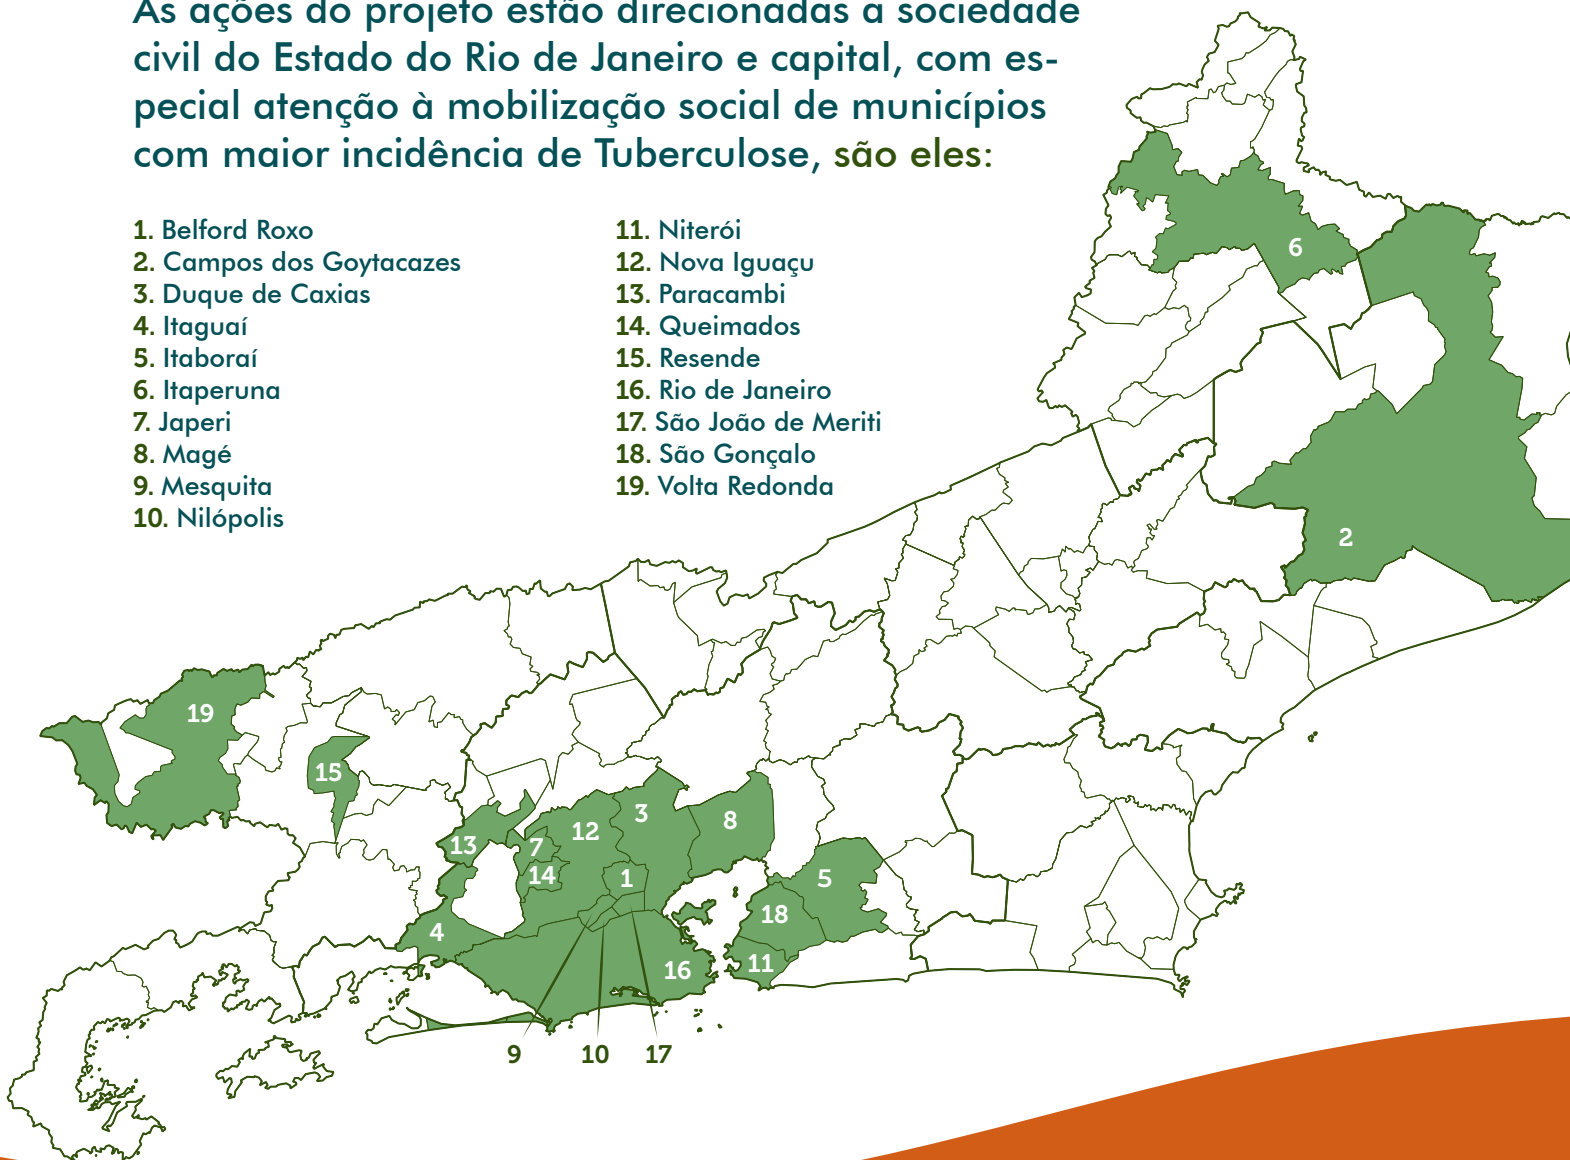 As ações do projeto estão direcionadas à sociedade
civil do Estado do Rio de Janeiro e capital, com es-
pecial atenção à mobilização social de municípios
com maior incidência de Tuberculose, são eles:
1. Belford Roxo
2. Campos dos Goytacazes
3. Duque de Caxias
4. Itaguaí
5. Itaboraí
6. Itaperuna
7. Japeri
8. Magé
9. Mesquita
10. Nilópolis
11. Niterói
12. Nova Iguaçu
13. Paracambi
14. Queimados
15. Resende
16. Rio de Janeiro
17. São João de Meriti
18. São Gonçalo
19. Volta Redonda
6
2
19
15
3
8
12
13
7
14
1
5
18
4
11
16
9
10
17